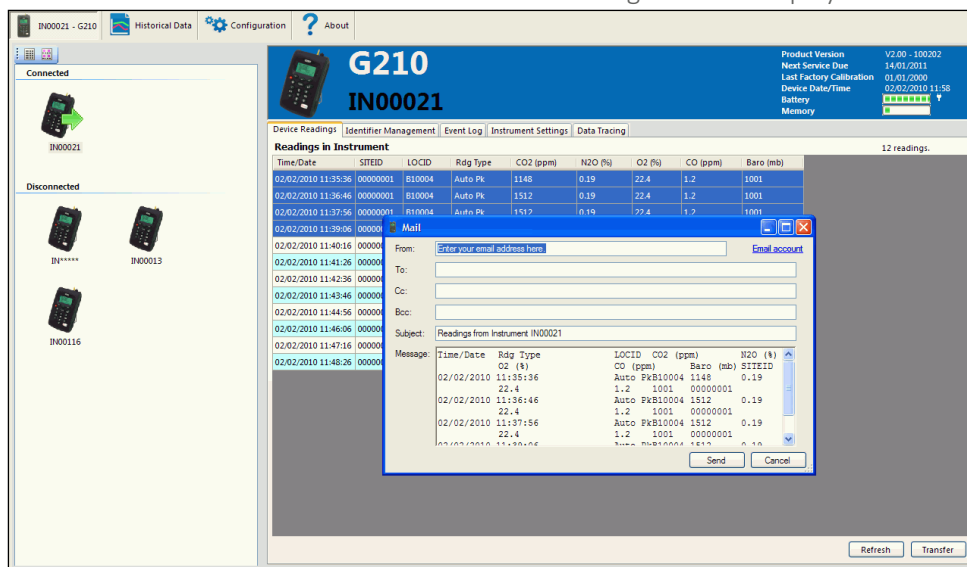 IN00021 - G210 Historical Data Configuration ? About
Connected
IN00021
Disconnected
IN***** IN00013
IN00116
G210
IN00021
Product Version V2.00 - 100202
Next Service Due 14/01/2011
Last Factory Calibration 01/01/2000
Device Date/Time 02/02/2010 11:58
Battery
Memory
Device Readings Identifier Management Event Log Instrument Settings Data Tracing
Readings in Instrument 12 readings.
Time/Date SITEID LOCID Rdg Type CO2 (ppm) N2O (%) O2 (%) CO (ppm) Baro (mb)
02/02/2010 11:35:36 00000001 B10004 Auto Pk 1148 0.19 22.4 1.2 1001
02/02/2010 11:36:46 00000001 B10004 Auto Pk 1512 0.19 22.4 1.2 1001
02/02/2010 11:37:56 00000001 B10004 Auto Pk 1512 0.19 22.4 1.2 1001
02/02/2010 11:39:06
02/02/2010 11:40:16
02/02/2010 11:41:26
02/02/2010 11:42:36
02/02/2010 11:43:46
02/02/2010 11:44:56
02/02/2010 11:46:06
02/02/2010 11:47:16
02/02/2010 11:48:26
Mail
From: Enter your email address here. Email account
To:
Cc:
Bcc:
Subject: Readings from Instrument IN00021
Message: Time/Date Rdg Type LOCID CO2 (ppm) N2O (%)
O2 (%) CO (ppm) Baro (mb) SITEID
02/02/2010 11:35:36 Auto PkB10004 1148 0.19
22.4 1.2 1001 00000001
02/02/2010 11:36:46 Auto PkB10004 1512 0.19
22.4 1.2 1001 00000001
02/02/2010 11:37:56 Auto PkB10004 1512 0.19
22.4 1.2 1001 00000001
02/02/2010 11:39:06 Auto PkB10004 1512 0.19
Send Cancel
Refresh Transfer